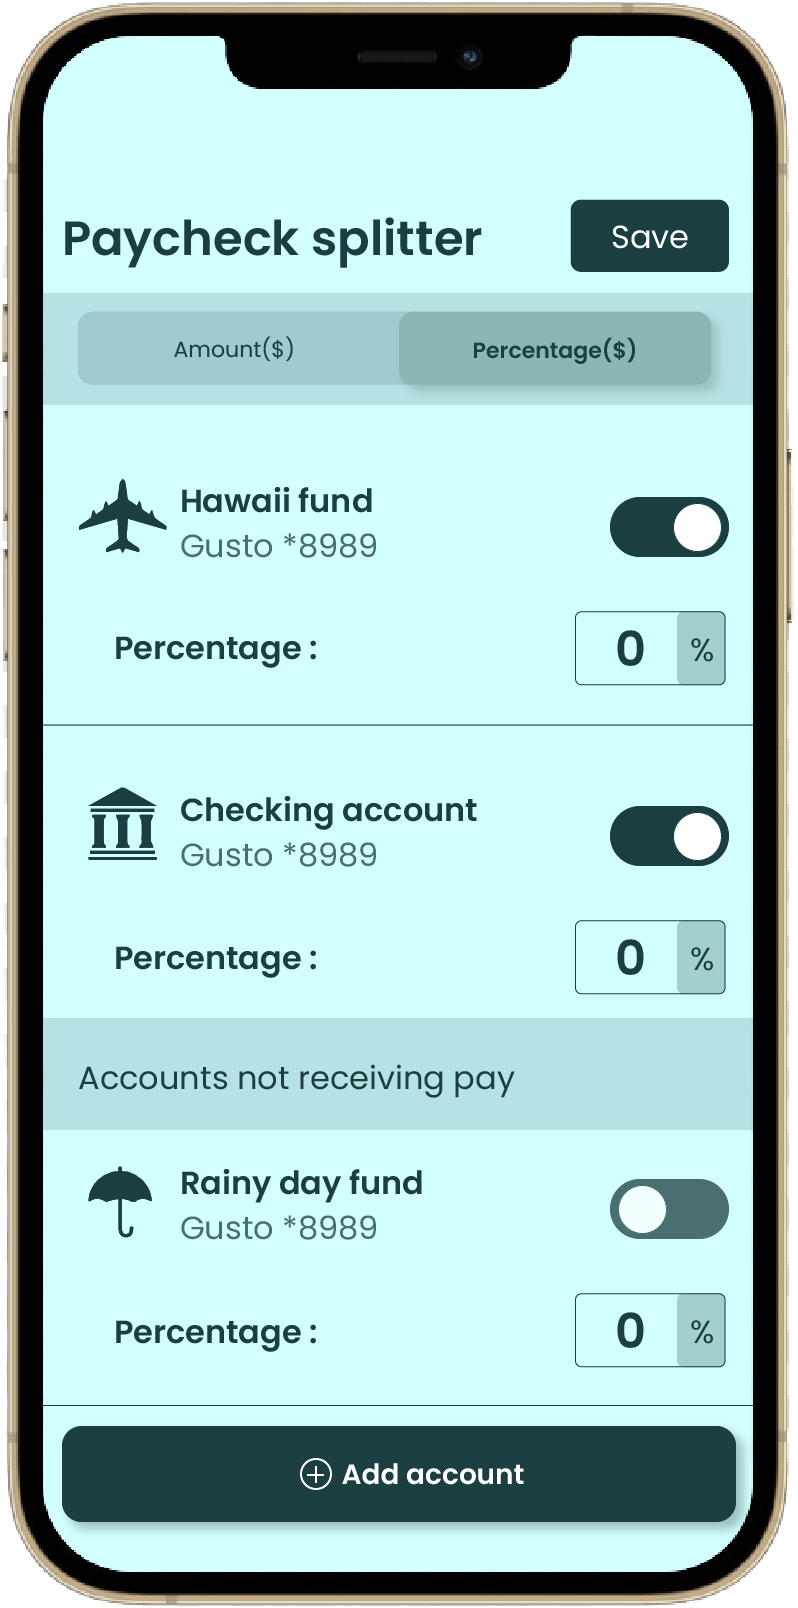 Paycheck splitter
Save
Amount($)
Percentage($)
Hawaii fund
Gusto *8989
Percentage :
0 %
Checking account
Gusto *8989
Percentage :
0 %
Accounts not receiving pay
Rainy day fund
Gusto *8989
Percentage :
0 %
Add account